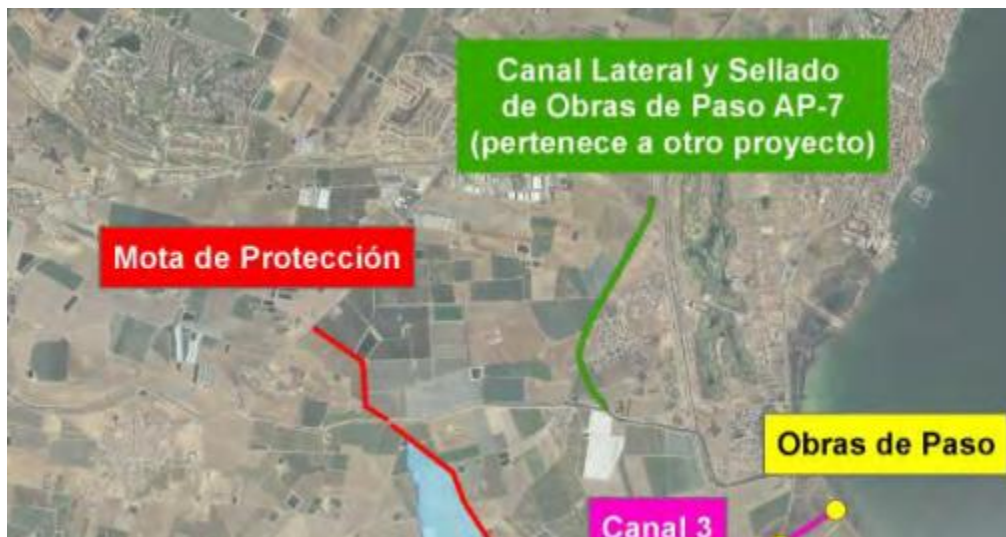 Canal Lateral y Sellado
de Obras de Paso AP-7
(pertenece a otro proyecto)
Mota de Protección
Obras de Paso
Canal 3